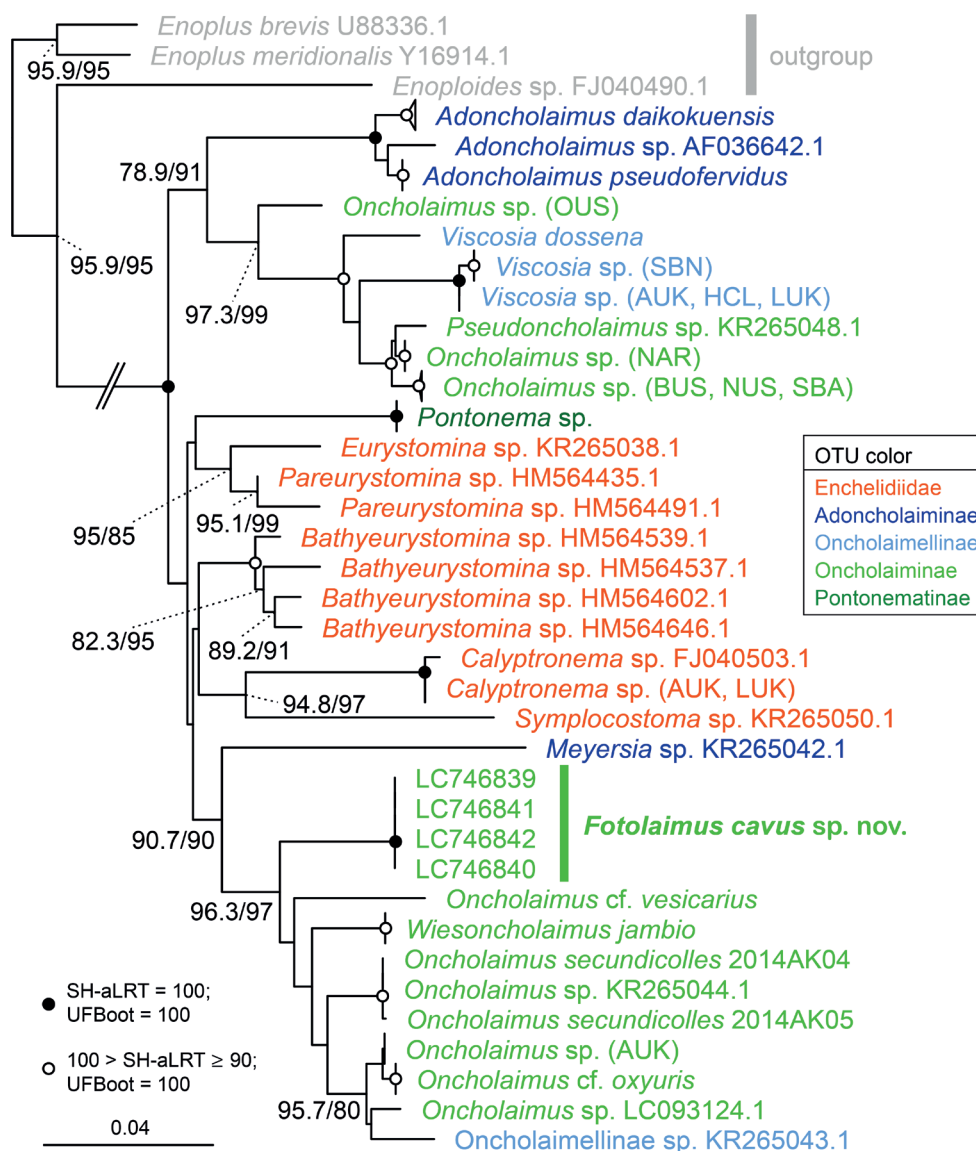 Enoplus brevis U88336.1
Enoplus meridionalis Y16914.1
outgroup
95.9/95
Enoploides sp. FJ040490.1
Adoncholaimus daikokuensis
Adoncholaimus sp. AF036642.1
78.9/91
Adoncholaimus pseudofervidus
Oncholaimus sp. (OUS)
Viscosia dossena
95.9/95
Viscosia sp. (SBN)
Viscosia sp. (AUK, HCL, LUK)
97.3/99
Pseudoncholaimus sp. KR265048.1
Oncholaimus sp. (NAR)
Oncholaimus sp. (BUS, NUS, SBA)
Pontonema sp.
Eurystomina sp. KR265038.1
Pareurystomina sp. HM564435.1
Pareurystomina sp. HM564491.1
95.1/99
95/85
Bathyeurystomina sp. HM564539.1
Bathyeurystomina sp. HM564537.1
Bathyeurystomina sp. HM564602.1
Bathyeurystomina sp. HM564646.1
82.3/95
89.2/91
Calyptronema sp. FJ040503.1
Calyptronema sp. (AUK, LUK)
94.8/97
Symplocostoma sp. KR265050.1
Meyersia sp. KR265042.1
OTU color
Enchelidiidae
Adoncholaiminae
Oncholaimellinae
Oncholaiminae
Pontonematinae
LC746839
LC746841
LC746842
LC746840
Fotolaimus cavus sp. nov.
90.7/90
96.3/97
Oncholaimus cf. vesicarius
Wiesoncholaimus jambio
Oncholaimus secundicolles 2014AK04
Oncholaimus sp. KR265044.1
Oncholaimus secundicolles 2014AK05
Oncholaimus sp. (AUK)
Oncholaimus cf. oxyuris
95.7/80
Oncholaimus sp. LC093124.1
Oncholaimellinae sp. KR265043.1
SH-aLRT = 100;
UFBoot = 100
100 > SH-aLRT ≥ 90;
UFBoot = 100
0.04